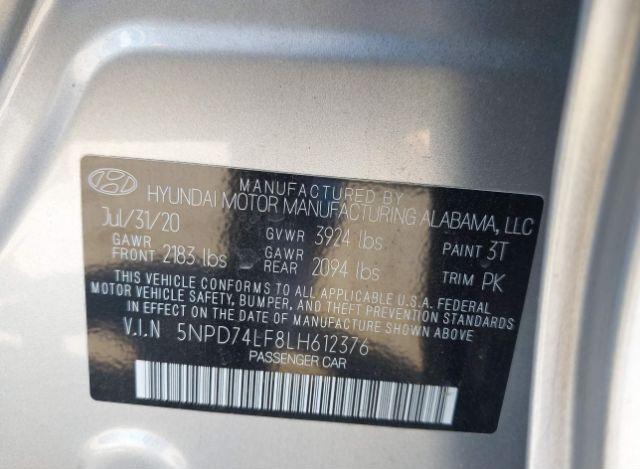 MANUFACTURED BY
HYUNDAI MOTOR MANUFACTURING ALABAMA, LLC
Jul/31/20 GVWR 3924 lbs PAINT 3T
GAWR FRONT 2183 lbs GAWR REAR 2094 lbs TRIM PK
THIS VEHICLE CONFORMS TO ALL APPLICABLE U.S.A. FEDERAL
MOTOR VEHICLE SAFETY, BUMPER, AND THEFT PREVENTION STANDARDS
IN EFFECT ON THE DATE OF MANUFACTURE SHOWN ABOVE.
V.I.N 5NPD74LF8LH612376
PASSENGER CAR